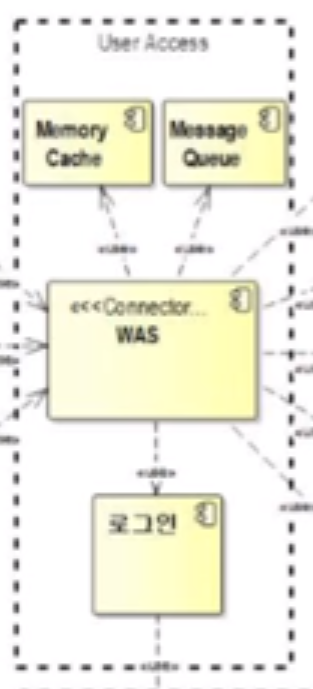 User Access
Memory
Cache
Message
Queue
«use»
«use»
<<<Connector...
WAS
«use»
로그인
«use»